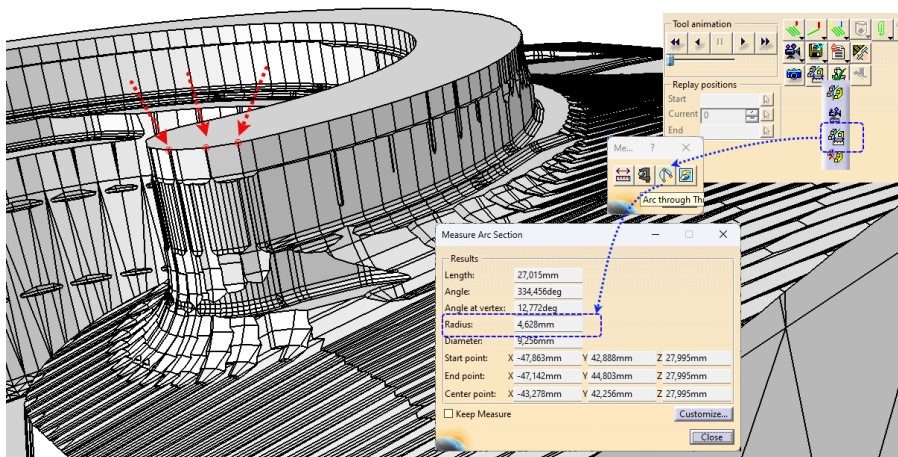 Tool animation
Replay positions
Start
Current 0
End
Me... ? ×
Arc through Th
Measure Arc Section
Results
Length: 27,015mm
Angle: 334,456deg
Angle at vertex: 12,772deg
Radius: 4,628mm
Diameter: 9,256mm
Start point: X -47,863mm Y 42,888mm Z 27,995mm
End point: X -47,142mm Y 44,803mm Z 27,995mm
Center point: X -43,278mm Y 42,256mm Z 27,995mm
Keep Measure Customize...
Close